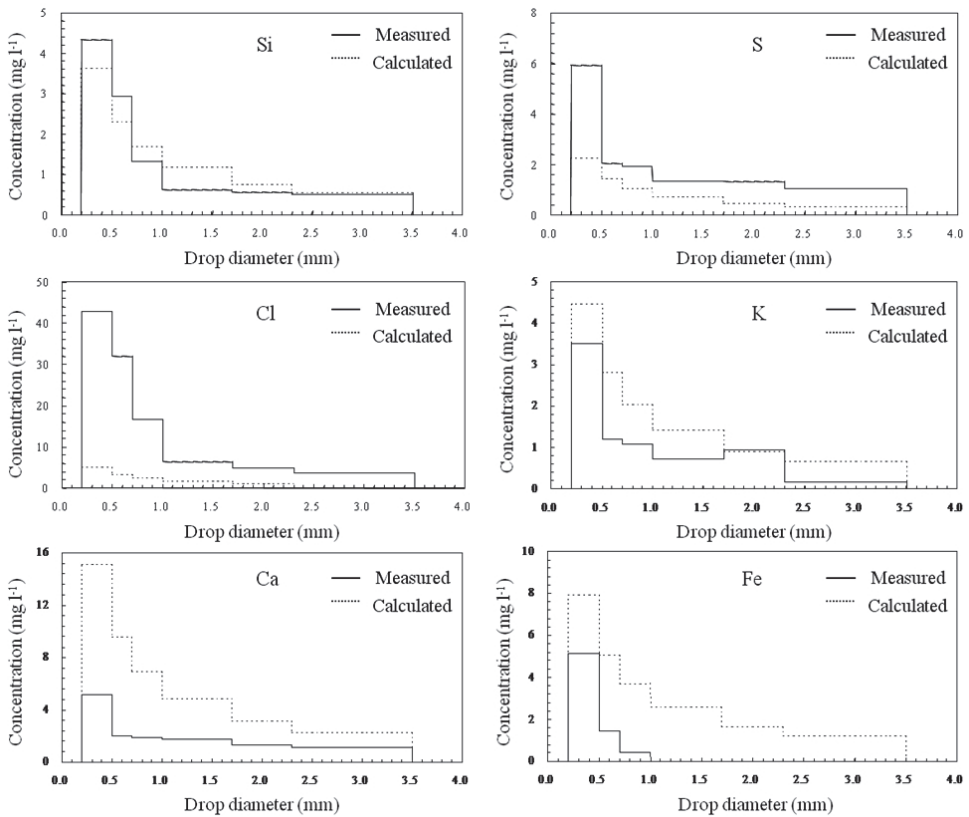 Si
Measured
Calculated
Concentration (mg l-1)
5
4
3
2
1
0
0.0 0.5 1.0 1.5 2.0 2.5 3.0 3.5 4.0
Drop diameter (mm)
S
Measured
Calculated
Concentration (mg l-1)
8
6
4
2
0
0.0 0.5 1.0 1.5 2.0 2.5 3.0 3.5 4.0
Drop diameter (mm)
Cl
Measured
Calculated
Concentration (mg l-1)
50
40
30
20
10
0
0.0 0.5 1.0 1.5 2.0 2.5 3.0 3.5 4.0
Drop diameter (mm)
K
Measured
Calculated
Concentration (mg l-1)
5
4
3
2
1
0
0.0 0.5 1.0 1.5 2.0 2.5 3.0 3.5 4.0
Drop diameter (mm)
Ca
Measured
Calculated
Concentration (mg l-1)
16
12
8
4
0
0.0 0.5 1.0 1.5 2.0 2.5 3.0 3.5 4.0
Drop diameter (mm)
Fe
Measured
Calculated
Concentration (mg l-1)
10
8
6
4
2
0
0.0 0.5 1.0 1.5 2.0 2.5 3.0 3.5 4.0
Drop diameter (mm)